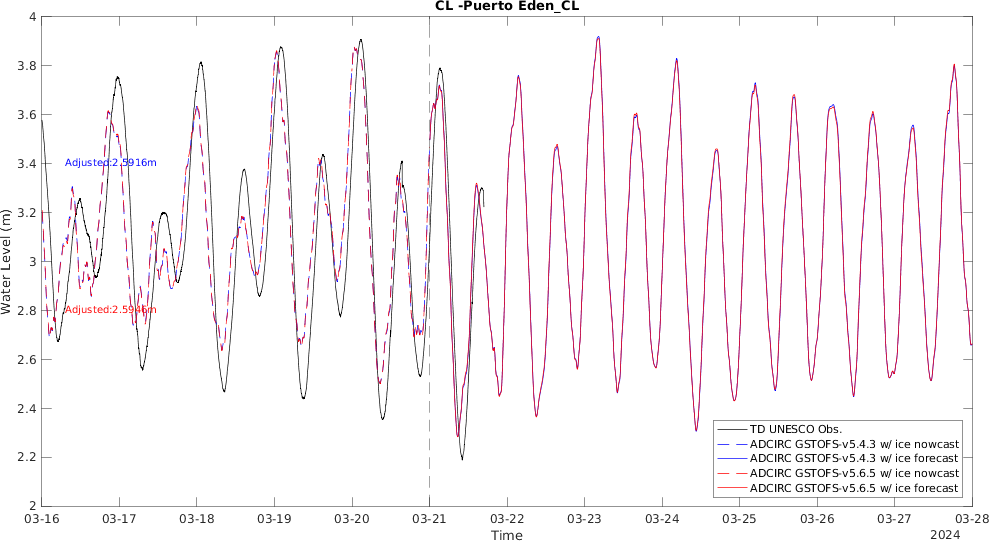 CL -Puerto Eden_CL
4
3.8
3.6
3.4
3.2
3
2.8
2.6
2.4
2.2
2
Water Level (m)
Adjusted:2.5916m
Adjusted:2.5946m
TD UNESCO Obs.
ADCIRC GSTOFS-v5.4.3 w/ ice nowcast
ADCIRC GSTOFS-v5.4.3 w/ ice forecast
ADCIRC GSTOFS-v5.6.5 w/ ice nowcast
ADCIRC GSTOFS-v5.6.5 w/ ice forecast
03-16 03-17 03-18 03-19 03-20 03-21 03-22 03-23 03-24 03-25 03-26 03-27 03-28
Time
2024